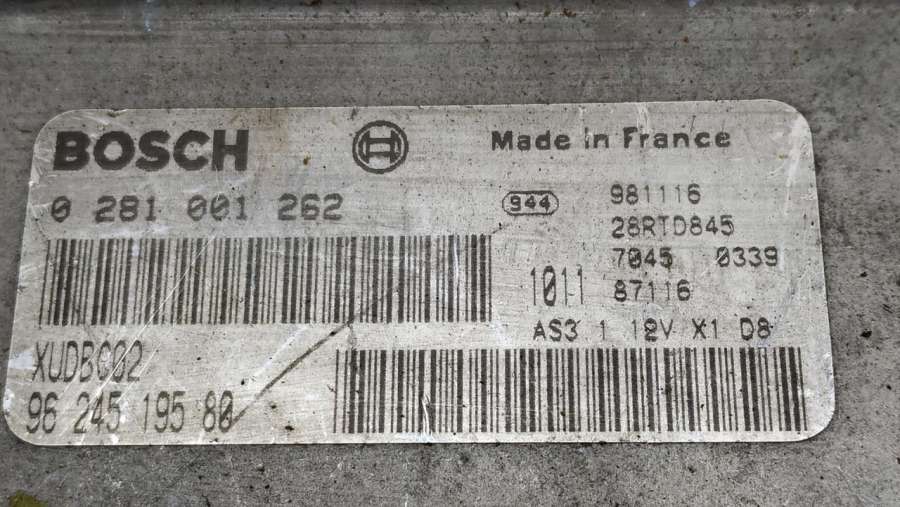 BOSCH
Made in France
0 281 001 262
944
981116
28RTD845
7045 0339
1011 87116
AS3 1 12V X1 D8
XUDBC02
96 245 195 80